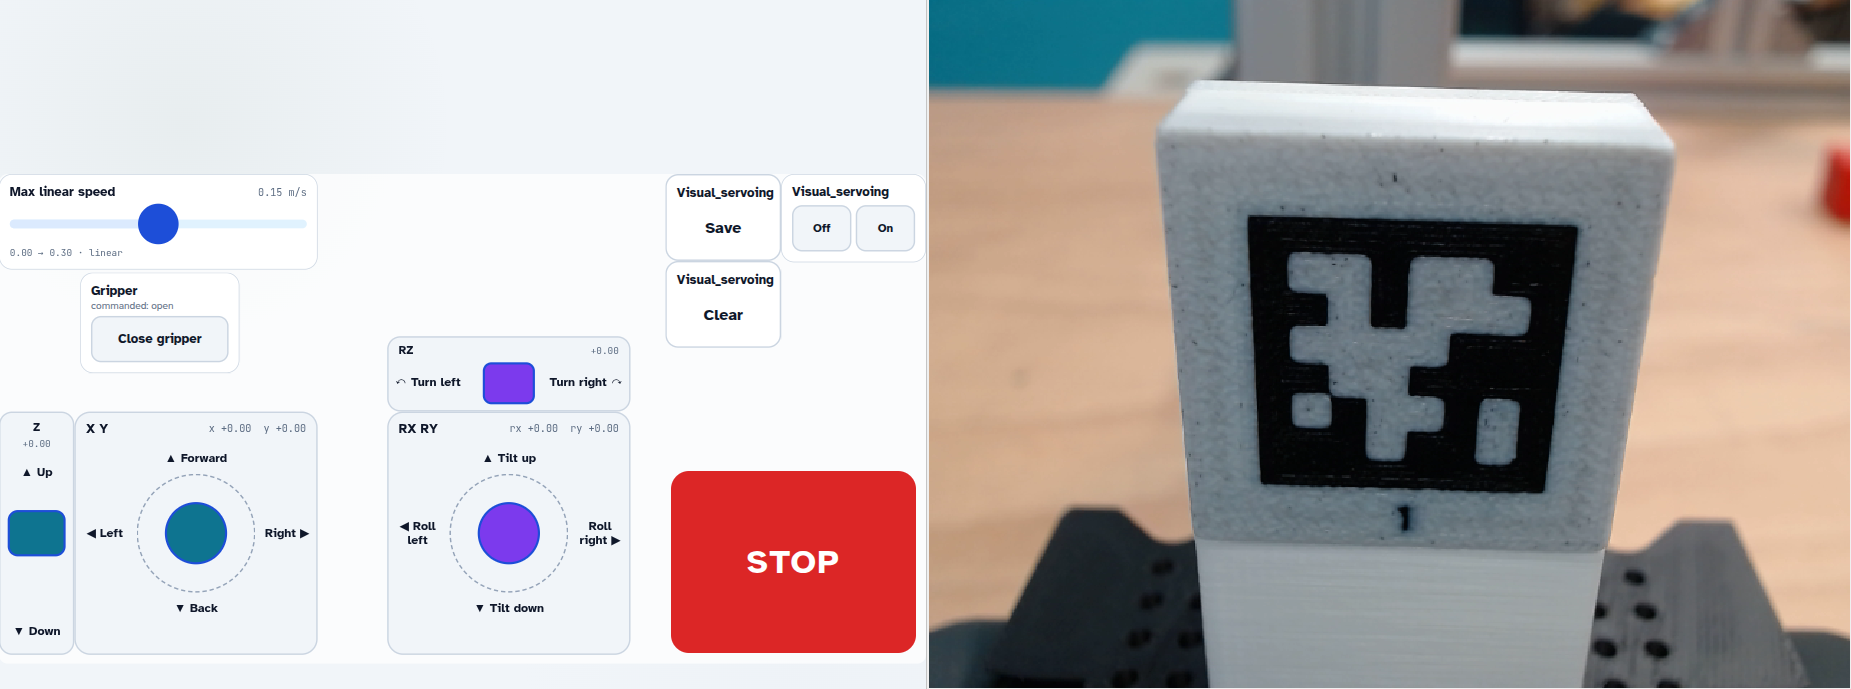 Max linear speed 0.15 m/s
0.00 → 0.30 · linear
Gripper
commanded: open
Close gripper
Visual_servoing
Save
Visual_servoing
Off On
Visual_servoing
Clear
RZ +0.00
↶ Turn left Turn right ↷
Z
+0.00
▲ Up
▼ Down
X Y x +0.00 y +0.00
▲ Forward
◀ Left Right ▶
▼ Back
RX RY rx +0.00 ry +0.00
▲ Tilt up
◀ Roll left
Roll right ▶
▼ Tilt down
STOP
1